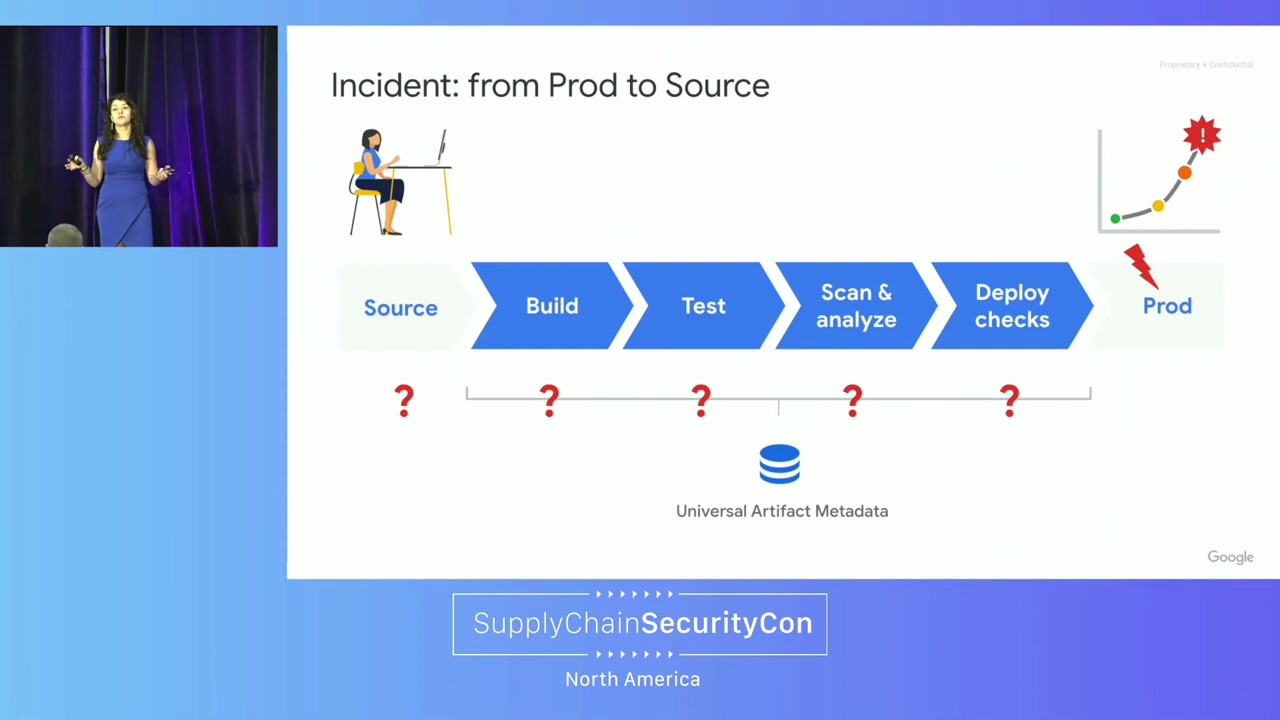 Proprietary + Confidential
Incident: from Prod to Source
!
Source
Build
Test
Scan &
analyze
Deploy
checks
Prod
? ? ? ? ?
Universal Artifact Metadata
Google
SupplyChainSecurityCon
North America